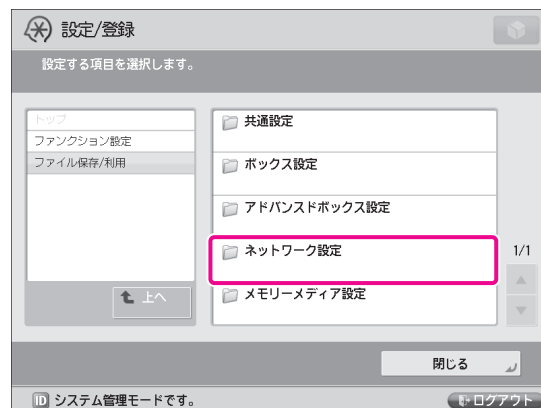 設定/登録
設定する項目を選択します。
トップ
ファンクション設定
ファイル保存/利用
上へ
共通設定
ボックス設定
アドバンスドボックス設定
ネットワーク設定
メモリーメディア設定
1/1
閉じる
ID システム管理モードです。
ログアウト